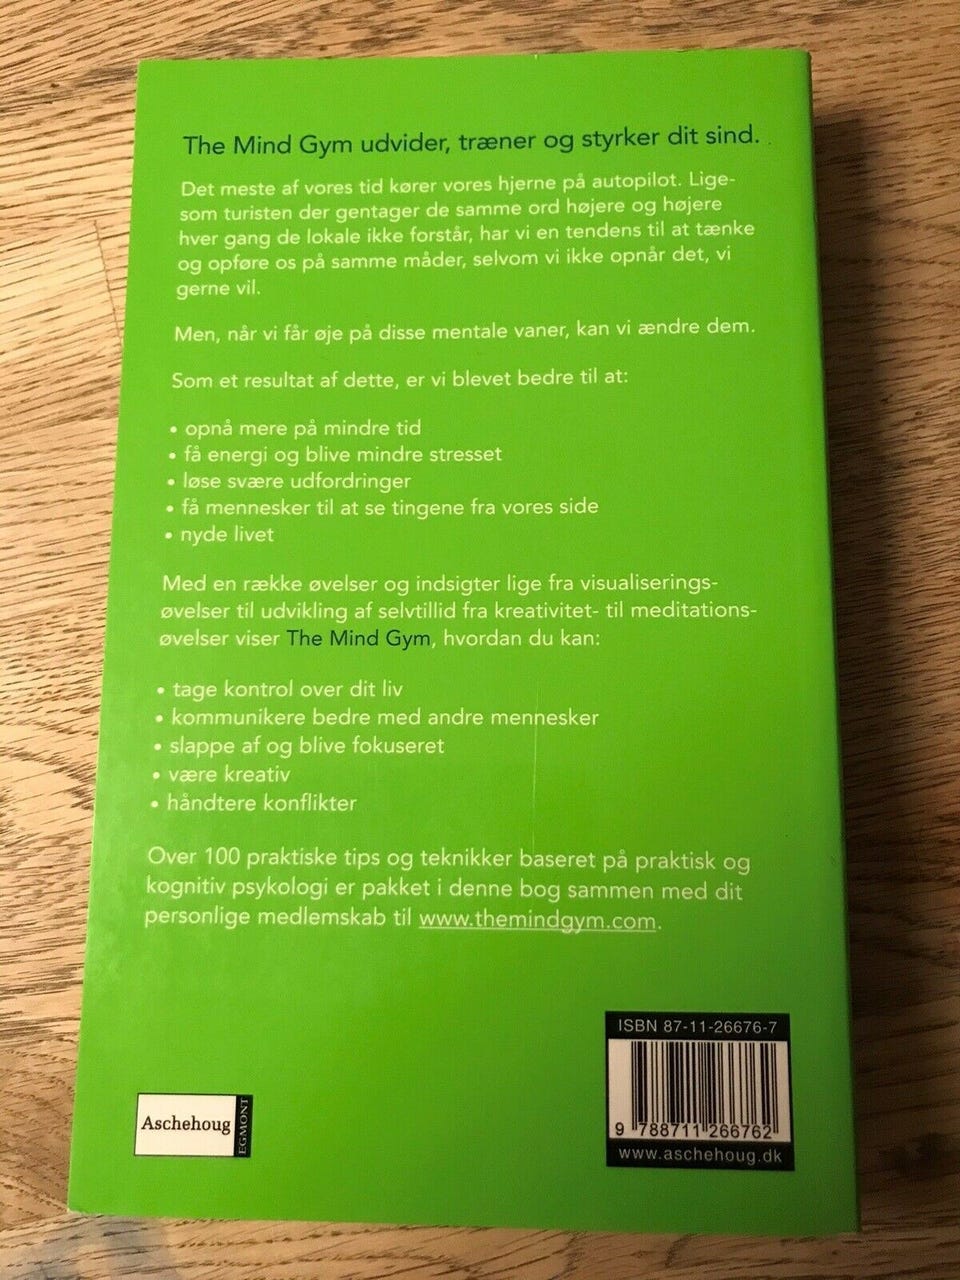 The Mind Gym udvider, træner og styrker dit sind.
Det meste af vores tid kører vores hjerne på autopilot. Lige-
som turisten der gentager de samme ord højere og højere
hver gang de lokale ikke forstår, har vi en tendens til at tænke
og opføre os på samme måder, selvom vi ikke opnår det, vi
gerne vil.
Men, når vi får øje på disse mentale vaner, kan vi ændre dem.
Som et resultat af dette, er vi blevet bedre til at:
• opnå mere på mindre tid
• få energi og blive mindre stresset
• løse svære udfordringer
• få mennesker til at se tingene fra vores side
• nyde livet
Med en række øvelser og indsigter lige fra visualiserings-
øvelser til udvikling af selvtillid fra kreativitet- til meditations-
øvelser viser The Mind Gym, hvordan du kan:
• tage kontrol over dit liv
• kommunikere bedre med andre mennesker
• slappe af og blive fokuseret
• være kreativ
• håndtere konflikter
Over 100 praktiske tips og teknikker baseret på praktisk og
kognitiv psykologi er pakket i denne bog sammen med dit
personlige medlemskab til www.themindgym.com.
ISBN 87-11-26676-7
9 788711 266762
www.aschehoug.dk
Aschehoug
EGMONT